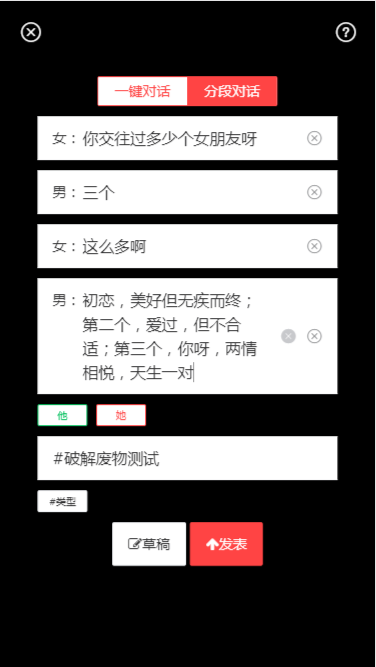 一键对话 分段对话
女：你交往过多少个女朋友呀
男：三个
女：这么多啊
男：初恋，美好但无疾而终；
第二个，爱过，但不合
适；第三个，你呀，两情
相悦，天生一对
他 她
#破解废物测试
#类型
草稿 发表